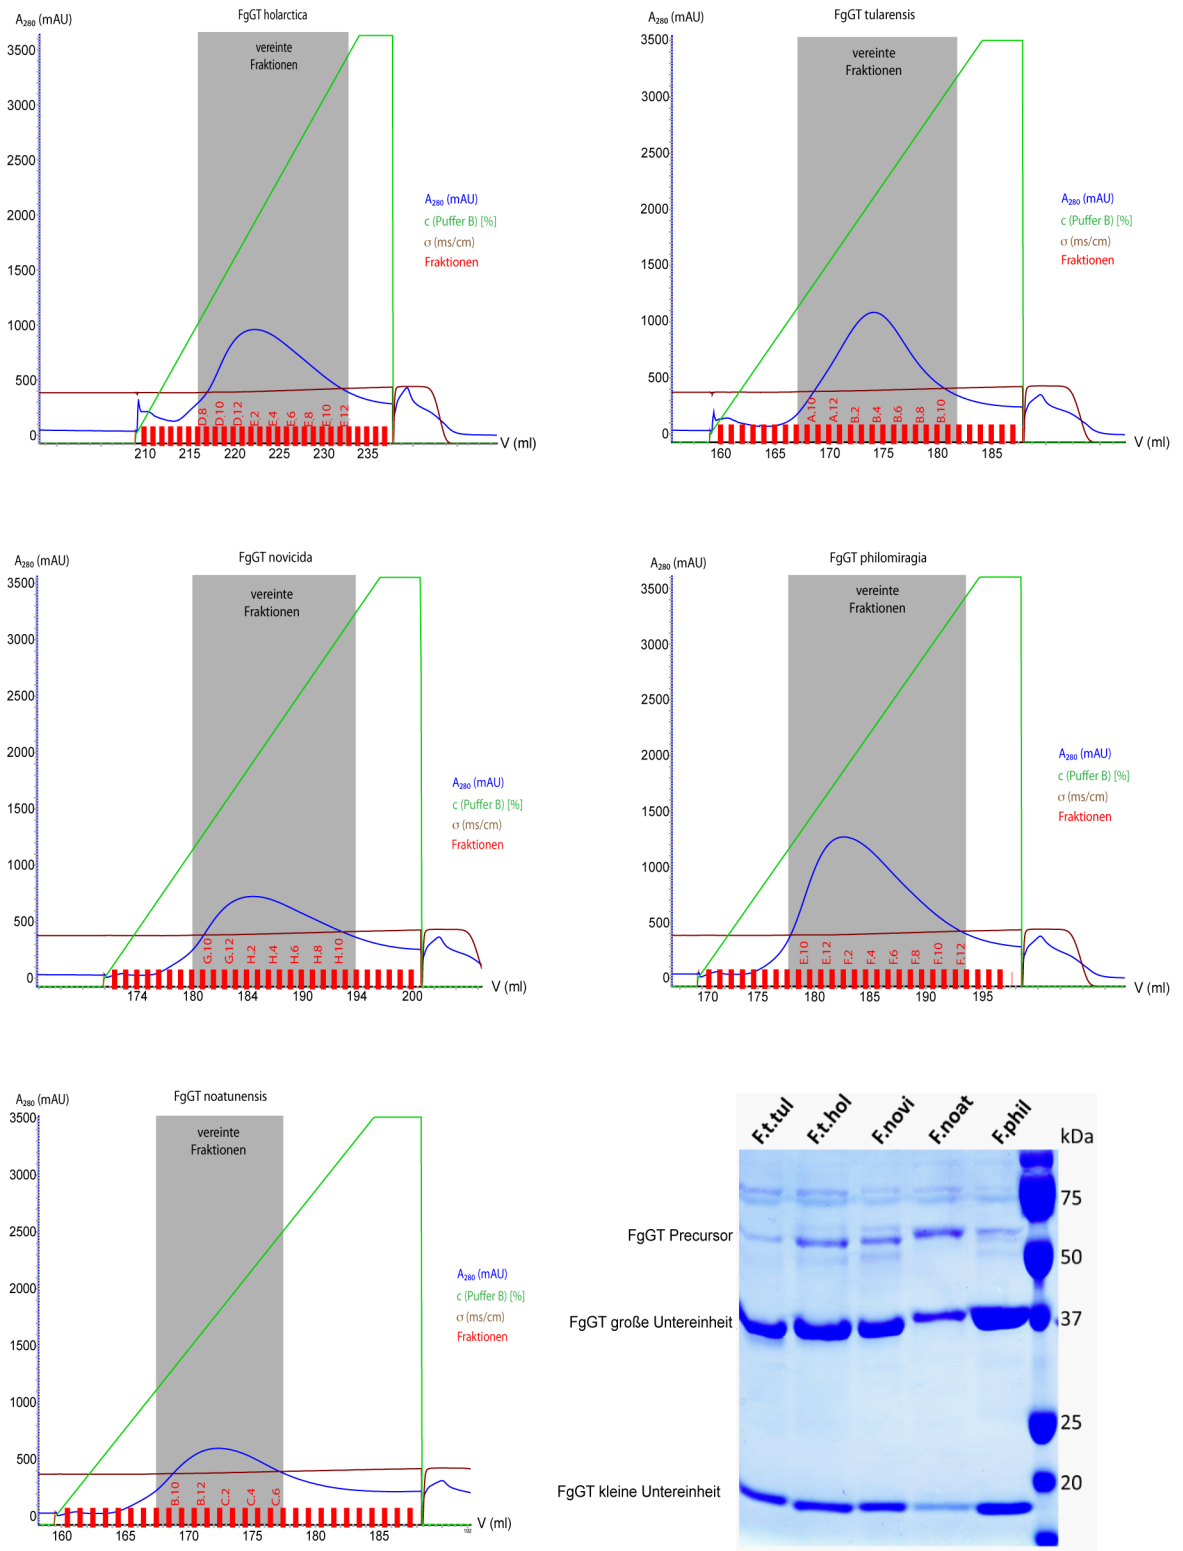 FgGT holarctica
A280 (mAU)
vereinte
Fraktionen
3500
3000
2500
2000
1500
1000
500
0
A280 (mAU)
c (Puffer B) [%]
σ (ms/cm)
Fraktionen
D.8
D.10
D.12
E.2
E.4
E.6
E.8
E.10
E.12
210 215 220 225 230 235
V (ml)
FgGT tularensis
A280 (mAU)
vereinte
Fraktionen
3500
3000
2500
2000
1500
1000
500
0
A280 (mAU)
c (Puffer B) [%]
σ (ms/cm)
Fraktionen
A.10
A.12
B.2
B.4
B.6
B.8
B.10
160 165 170 175 180 185
V (ml)
FgGT novicida
A280 (mAU)
vereinte
Fraktionen
3500
3000
2500
2000
1500
1000
500
0
A280 (mAU)
c (Puffer B) [%]
σ (ms/cm)
Fraktionen
G.10
G.12
H.2
H.4
H.6
H.8
H.10
174 180 184 190 194 200
V (ml)
FgGT philomiragia
A280 (mAU)
vereinte
Fraktionen
3500
3000
2500
2000
1500
1000
500
0
A280 (mAU)
c (Puffer B) [%]
σ (ms/cm)
Fraktionen
E.10
E.12
F.2
F.4
F.6
F.8
F.10
F.12
170 175 180 185 190 195
V (ml)
FgGT noatunensis
A280 (mAU)
vereinte
Fraktionen
3500
3000
2500
2000
1500
1000
500
0
A280 (mAU)
c (Puffer B) [%]
σ (ms/cm)
Fraktionen
B.10
B.12
C.2
C.4
C.6
160 165 170 175 180 185 192
V (ml)
F.t.tul
F.t.hol
F.novi
F.noat
F.phil
kDa
75
FgGT Precursor
50
FgGT große Untereinheit
37
25
20
FgGT kleine Untereinheit